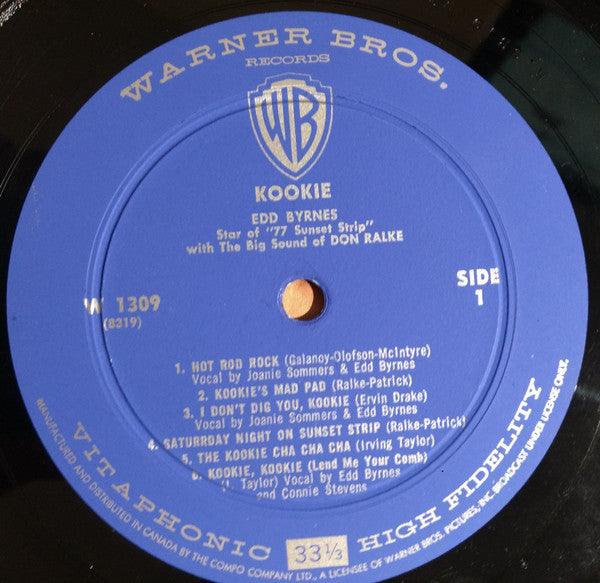 WARNER BROS.
RECORDS
WB
KOOKIE
EDD BYRNES
Star of "77 Sunset Strip"
with The Big Sound of DON RALKE
W 1309
(8319)
SIDE
1
1. HOT ROD ROCK (Galanoy-Olofson-McIntyre)
Vocal by Joanie Sommers & Edd Byrnes
2. KOOKIE'S MAD PAD (Ralke-Patrick)
3. I DON'T DIG YOU, KOOKIE (Ervin Drake)
Vocal by Joanie Sommers & Edd Byrnes
4. SATURRDAY NIGHT ON SUNSET STRIP (Ralke-Patrick)
5. THE KOOKIE CHA CHA CHA (Irving Taylor)
6. KOOKIE, KOOKIE (Lend Me Your Comb)
(I. Taylor) Vocal by Edd Byrnes
and Connie Stevens
VITAPHONIC
33 1/3
HIGH FIDELITY
MANUFACTURED AND DISTRIBUTED IN CANADA BY THE COMPO COMPANY LTD., A LICENSEE OF WARNER BROS. PICTURES, INC. BROADCAST UNDER LICENSE ONLY.